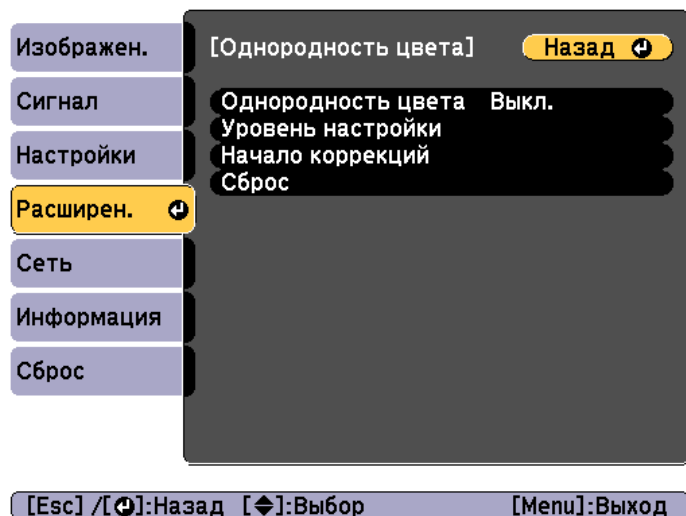 Изображен.
Сигнал
Настройки
Расширен.
Сеть
Информация
Сброс
[Однородность цвета] Назад
Однородность цвета Выкл.
Уровень настройки
Начало коррекций
Сброс
[Esc] /[]:Назад []:Выбор [Menu]:Выход